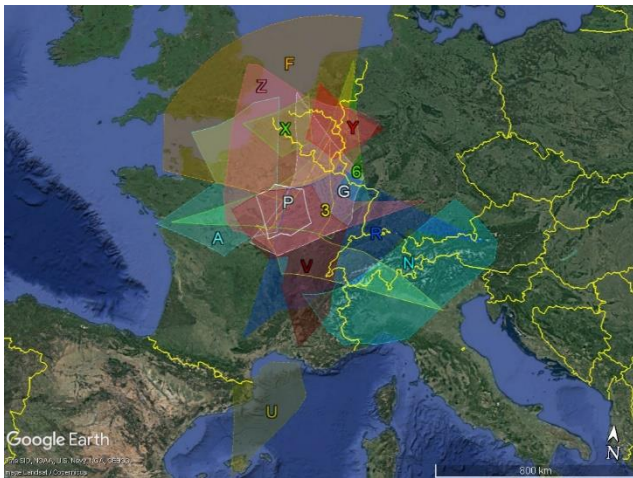 F
Z
X
Y
6
G
P
3
A
R
V
N
U
Google Earth
Image Landsat / Copernicus
800 km
N